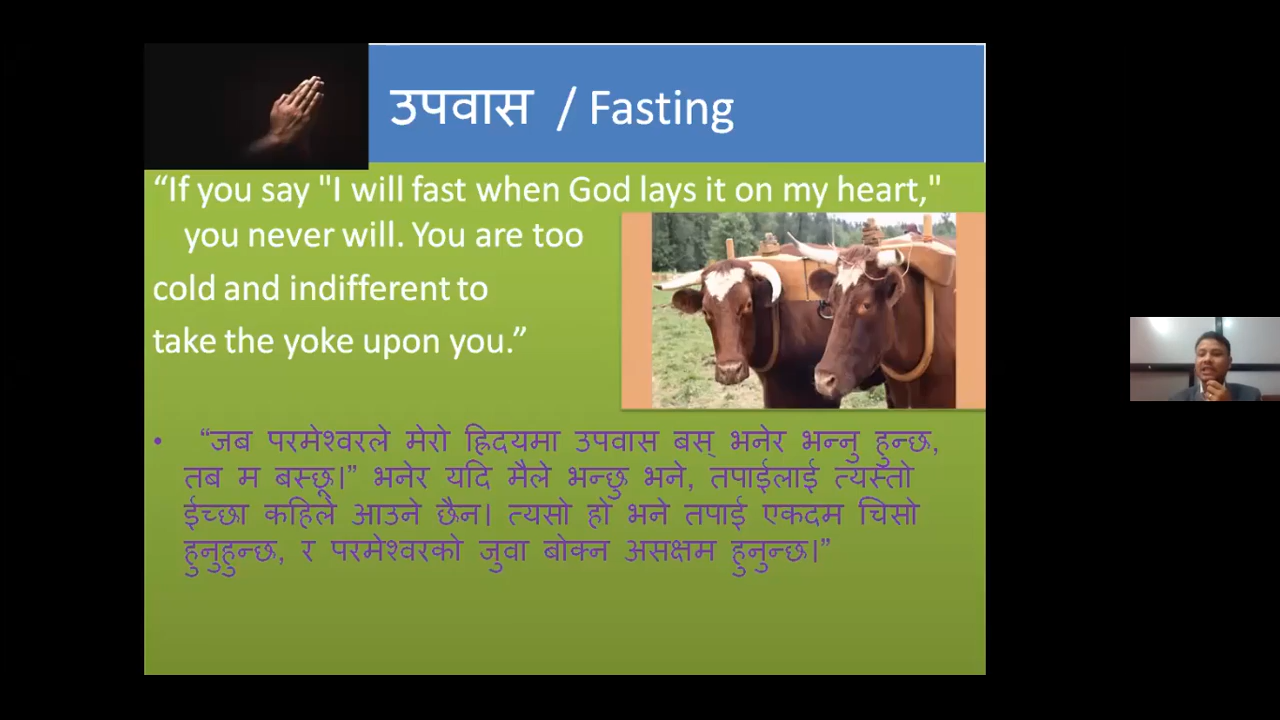 उपवास / Fasting
“If you say "I will fast when God lays it on my heart,"
you never will. You are too
cold and indifferent to
take the yoke upon you.”
• “जब परमेश्वरले मेरो ह्रिदयमा उपवास बस् भनेर भन्नु हुन्छ,
तब म बस्छू।” भनेर यदि मैले भन्छु भने, तपाईलाई त्यस्तो
ईच्छा कहिले आउने छैन। त्यसो हो भने तपाई एकदम चिसो
हुनुहुन्छ, र परमेश्वरको जुवा बोक्न असक्षम हुनुन्छ।”